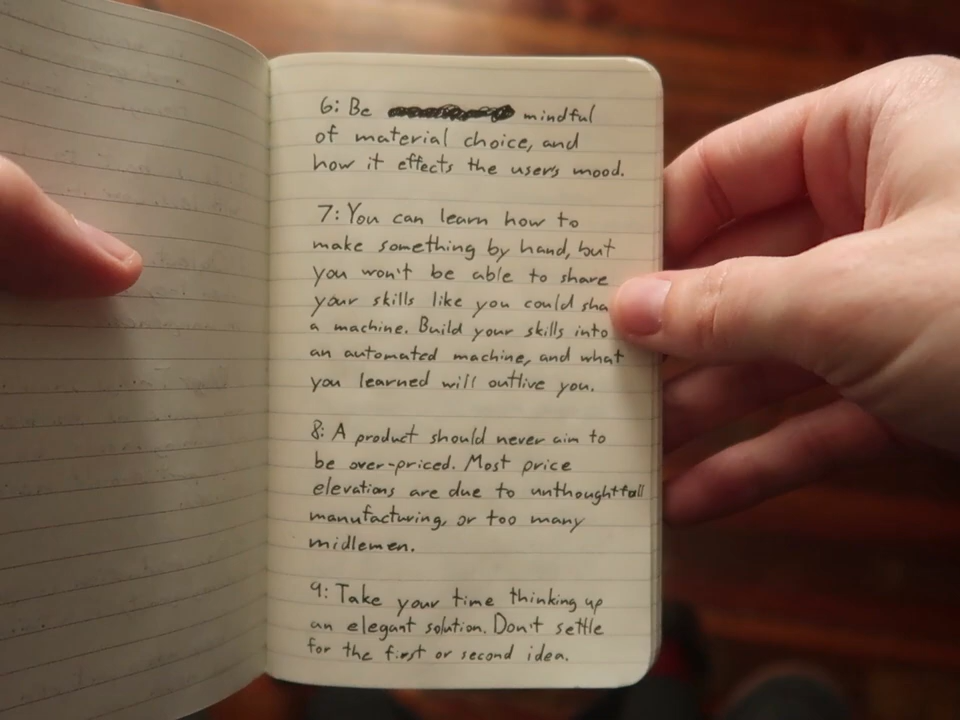 6: Be mindful
of material choice, and
how it effects the user's mood.
7: You can learn how to
make something by hand, but
you won't be able to share
your skills like you could
a machine. Build your skills into
an automated machine, and what
you learned will outlive you.
8: A product should never aim to
be over-priced. Most price
elevations are due to unthoughtfull
manufacturing, or too many
midlemen.
9: Take your time thinking up
an elegant solution. Don't settle
for the first or second idea.